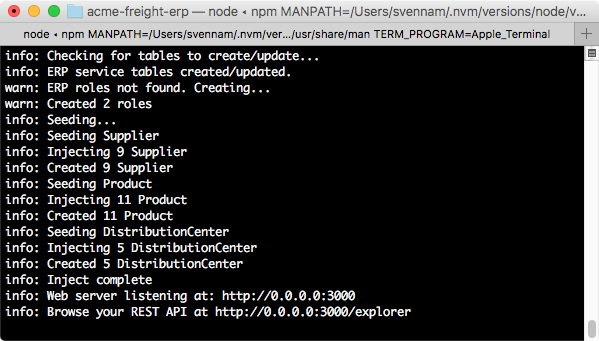 acme-freight-erp — node ◂ npm MANPATH=/Users/svennam/.nvm/versions/node/v...
node ◂ npm MANPATH=/Users/svennam/.nvm/ver.../usr/share/man TERM_PROGRAM=Apple_Terminal
info: Checking for tables to create/update...
info: ERP service tables created/updated.
warn: ERP roles not found. Creating...
warn: Created 2 roles
info: Seeding...
info: Seeding Supplier
info: Injecting 9 Supplier
info: Created 9 Supplier
info: Seeding Product
info: Injecting 11 Product
info: Created 11 Product
info: Seeding DistributionCenter
info: Injecting 5 DistributionCenter
info: Created 5 DistributionCenter
info: Inject complete
info: Web server listening at: http://0.0.0.0:3000
info: Browse your REST API at http://0.0.0.0:3000/explorer